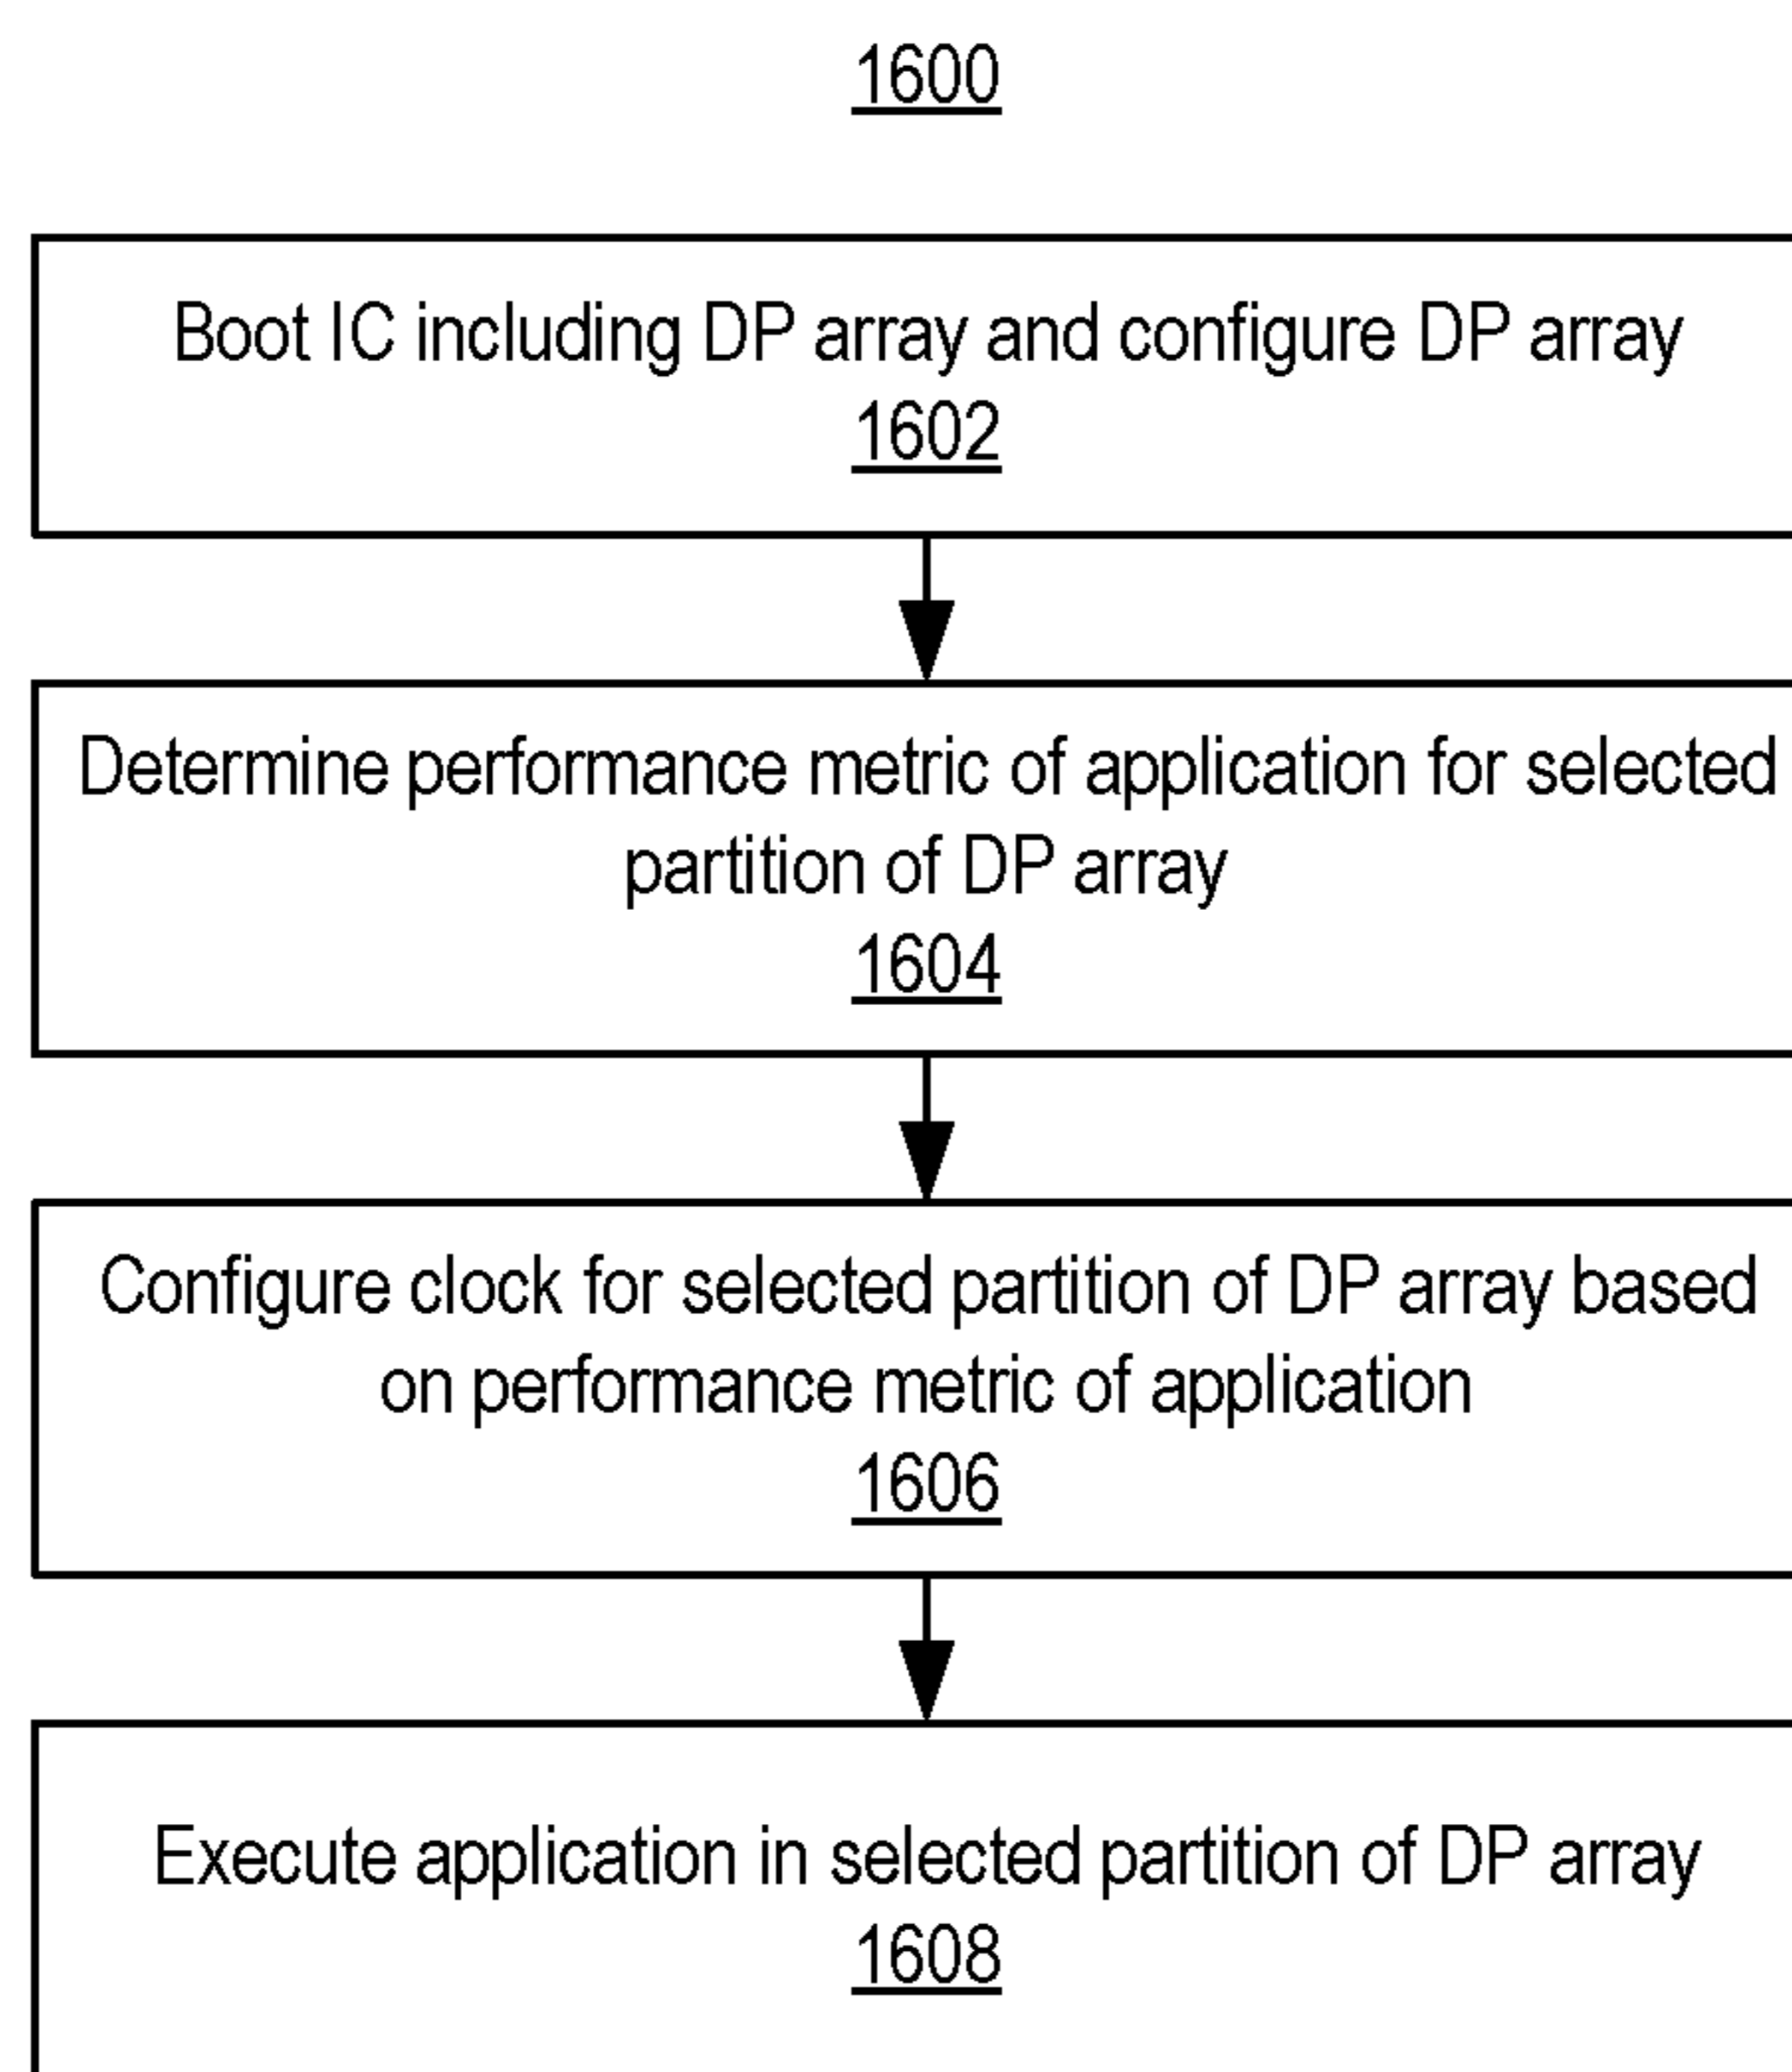 1600
Boot IC including DP array and configure DP array
1602
Determine performance metric of application for selected
partition of DP array
1604
Configure clock for selected partition of DP array based
on performance metric of application
1606
Execute application in selected partition of DP array
1608